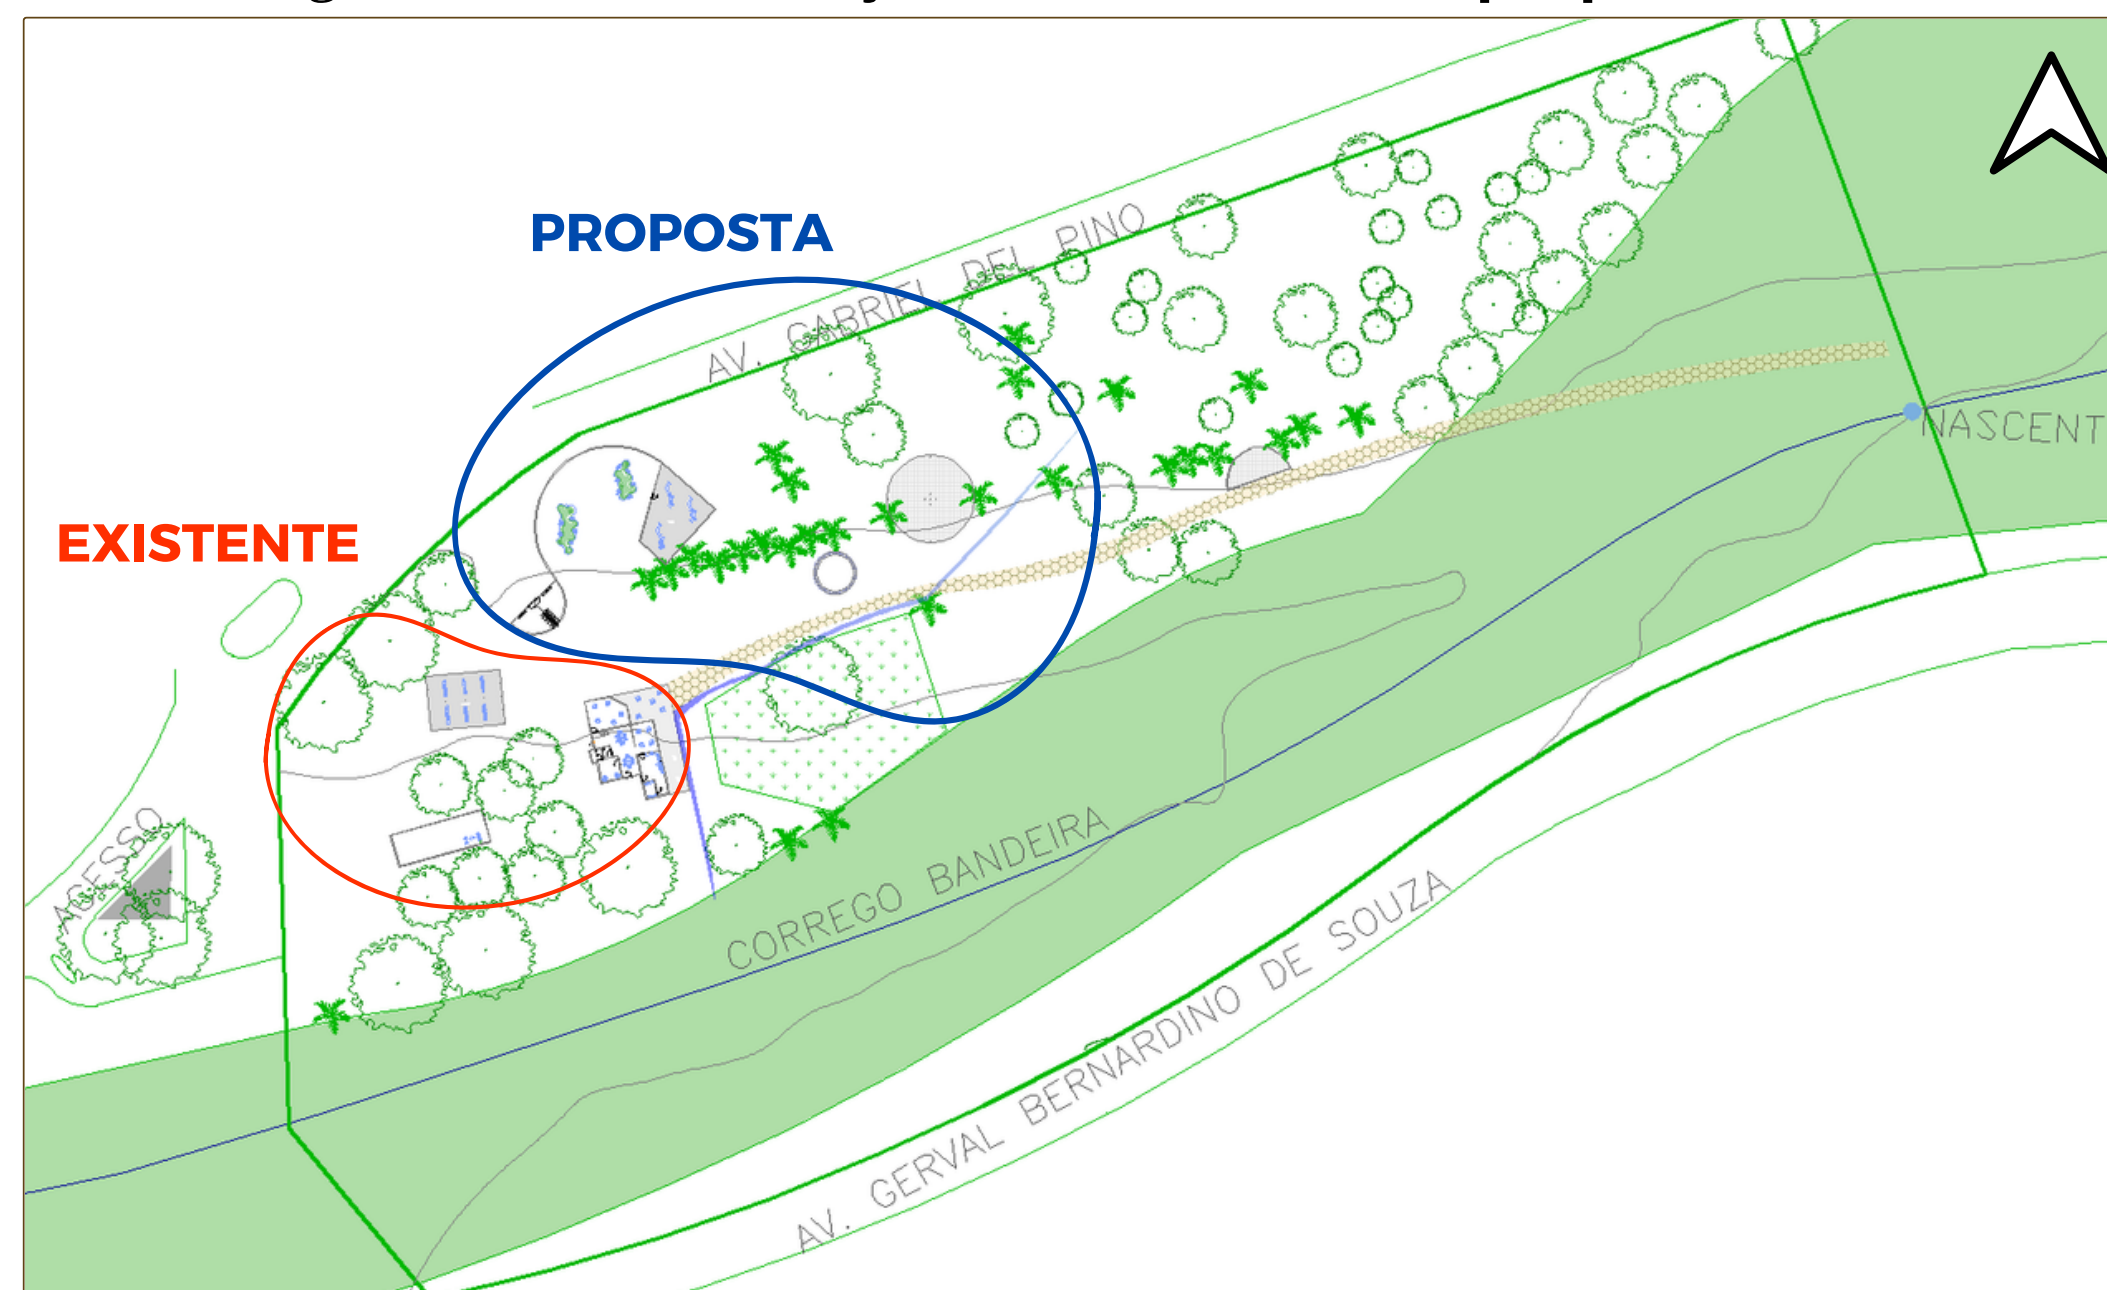 PROPOSTA
AV. GABRIEL DEL PINO
EXISTENTE
NASCENT
ACESSO
CORREGO BANDEIRA
AV. GERVAL BERNARDINO DE SOUZA